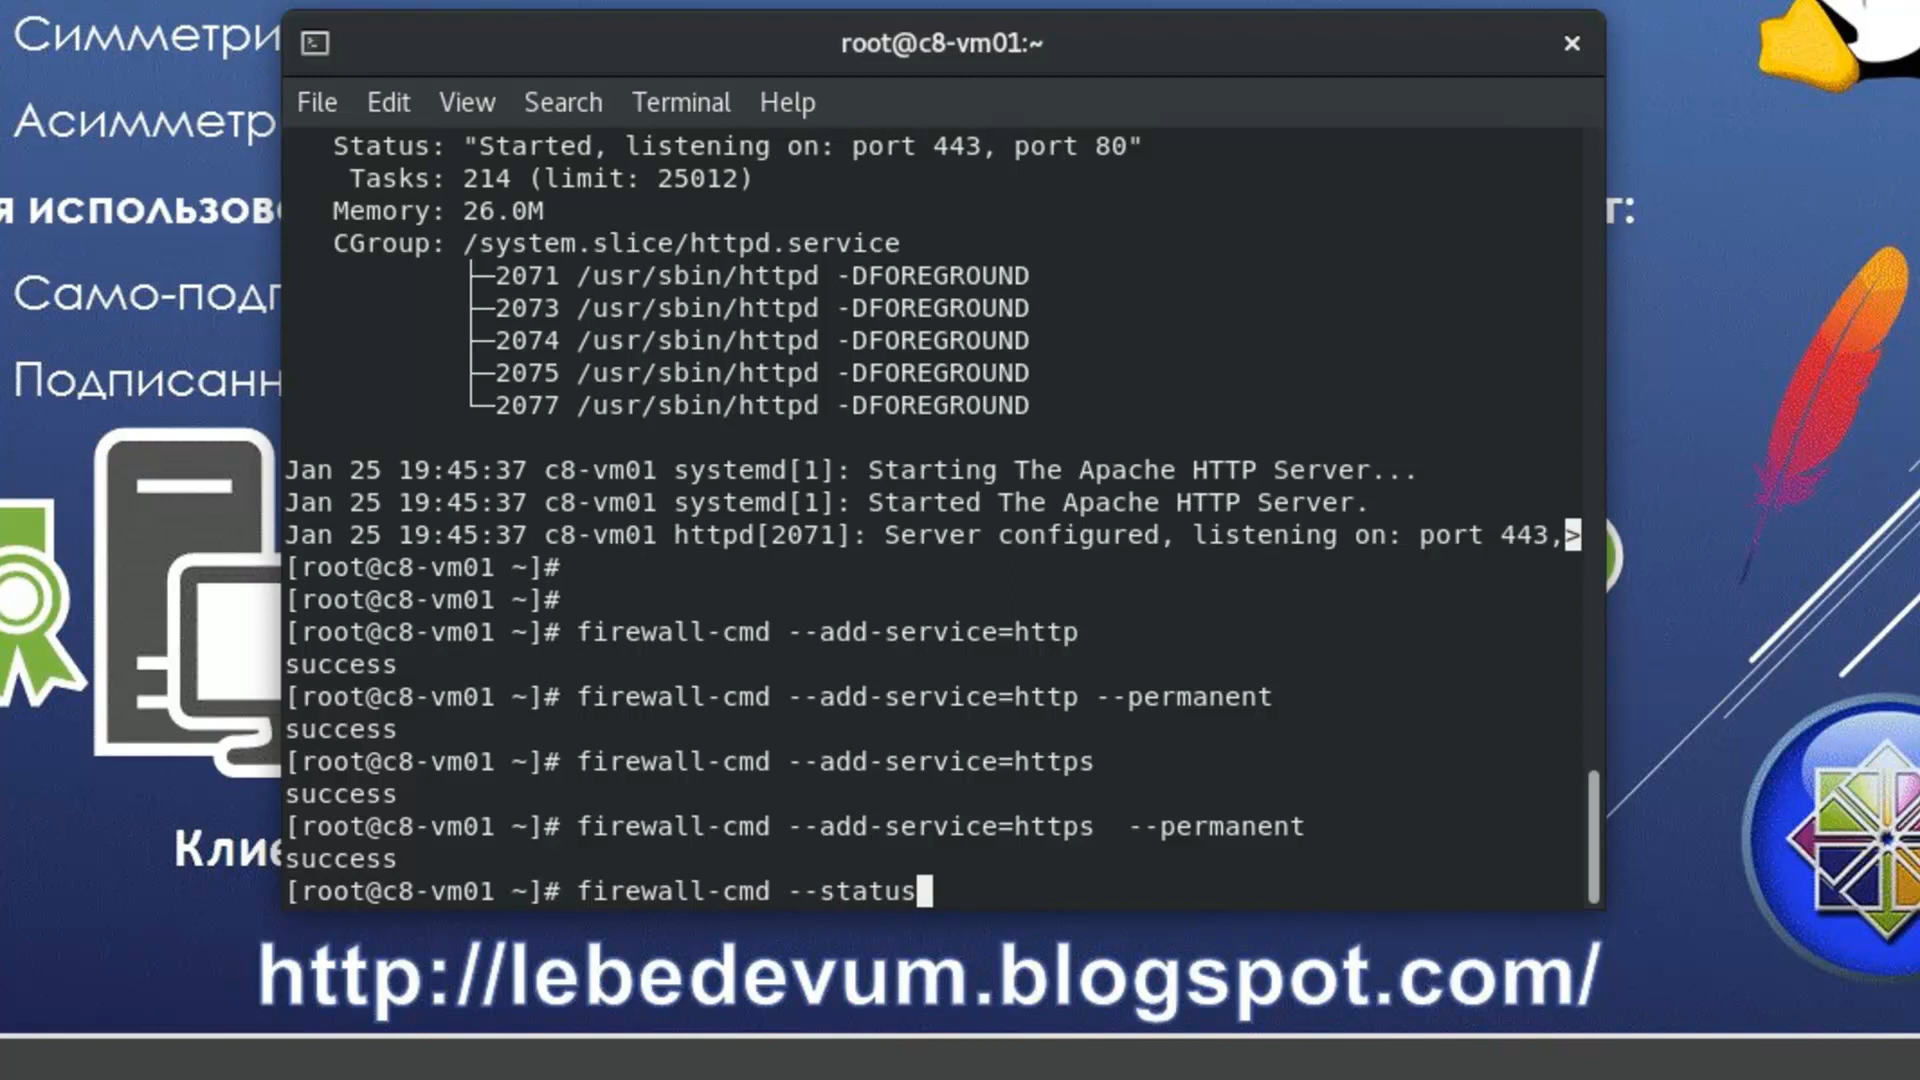 Симметри
Асимметр
я использов
г:
Само-подп
Подписанн
Клие
root@c8-vm01:~
File Edit View Search Terminal Help
Status: "Started, listening on: port 443, port 80"
Tasks: 214 (limit: 25012)
Memory: 26.0M
CGroup: /system.slice/httpd.service
├─2071 /usr/sbin/httpd -DFOREGROUND
├─2073 /usr/sbin/httpd -DFOREGROUND
├─2074 /usr/sbin/httpd -DFOREGROUND
├─2075 /usr/sbin/httpd -DFOREGROUND
└─2077 /usr/sbin/httpd -DFOREGROUND
Jan 25 19:45:37 c8-vm01 systemd[1]: Starting The Apache HTTP Server...
Jan 25 19:45:37 c8-vm01 systemd[1]: Started The Apache HTTP Server.
Jan 25 19:45:37 c8-vm01 httpd[2071]: Server configured, listening on: port 443,>
[root@c8-vm01 ~]#
[root@c8-vm01 ~]#
[root@c8-vm01 ~]# firewall-cmd --add-service=http
success
[root@c8-vm01 ~]# firewall-cmd --add-service=http --permanent
success
[root@c8-vm01 ~]# firewall-cmd --add-service=https
success
[root@c8-vm01 ~]# firewall-cmd --add-service=https  --permanent
success
[root@c8-vm01 ~]# firewall-cmd --status
http://lebedevum.blogspot.com/